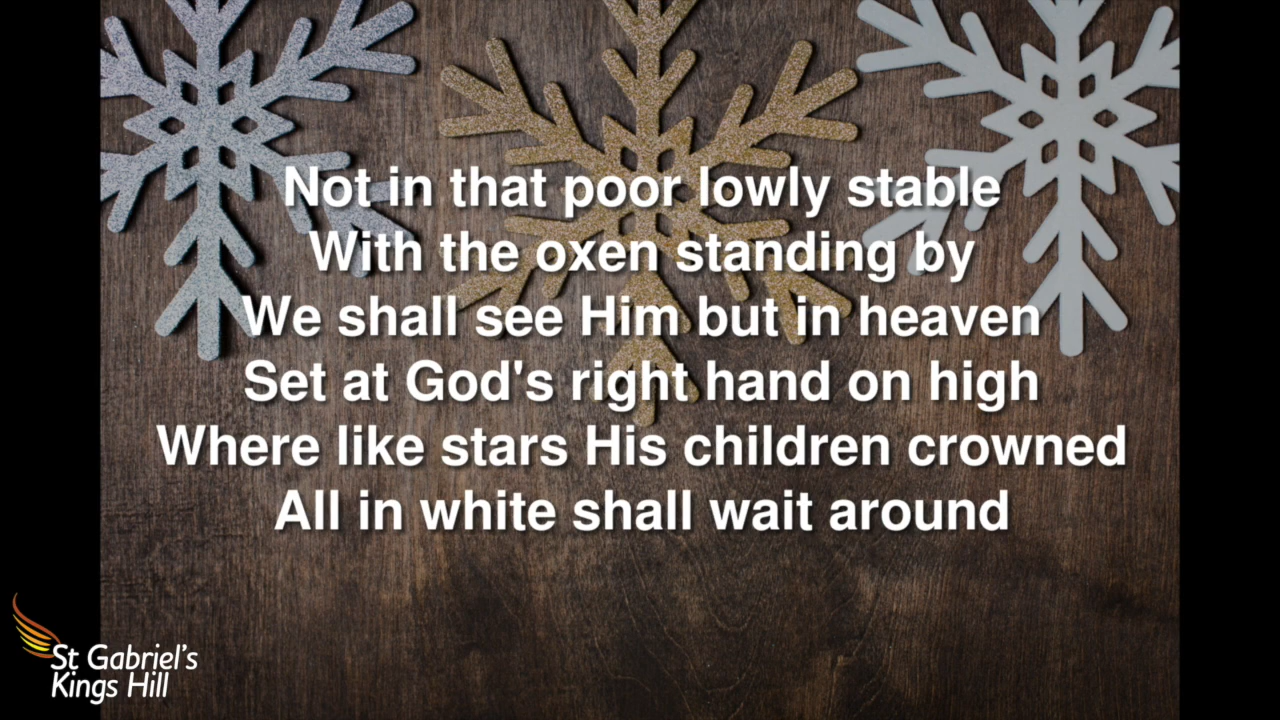 Not in that poor lowly stable
With the oxen standing by
We shall see Him but in heaven
Set at God's right hand on high
Where like stars His children crowned
All in white shall wait around
St Gabriel's
Kings Hill